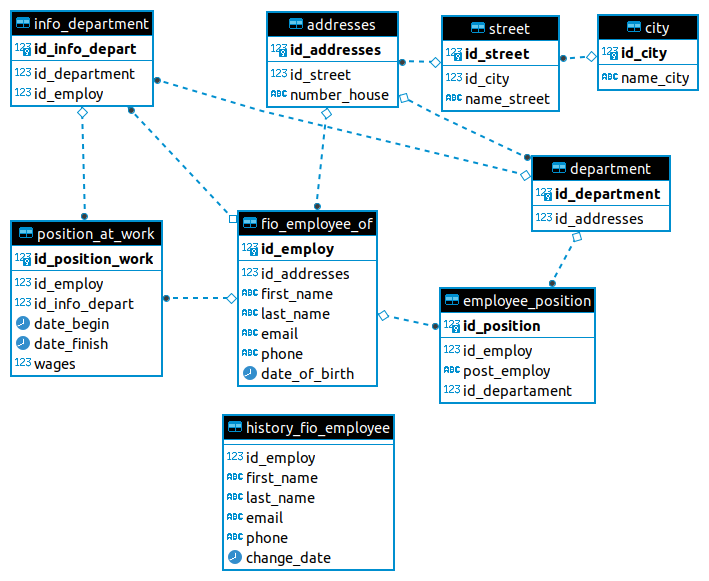 info_department
123 id_info_depart
123 id_department
123 id_employ
addresses
123 id_addresses
123 id_street
ABC number_house
street
123 id_street
123 id_city
ABC name_street
city
123 id_city
ABC name_city
department
123 id_department
123 id_addresses
position_at_work
123 id_position_work
123 id_employ
123 id_info_depart
date_begin
date_finish
123 wages
fio_employee_of
123 id_employ
123 id_addresses
ABC first_name
ABC last_name
ABC email
ABC phone
date_of_birth
employee_position
123 id_position
123 id_employ
ABC post_employ
123 id_departament
history_fio_employee
123 id_employ
ABC first_name
ABC last_name
ABC email
ABC phone
change_date